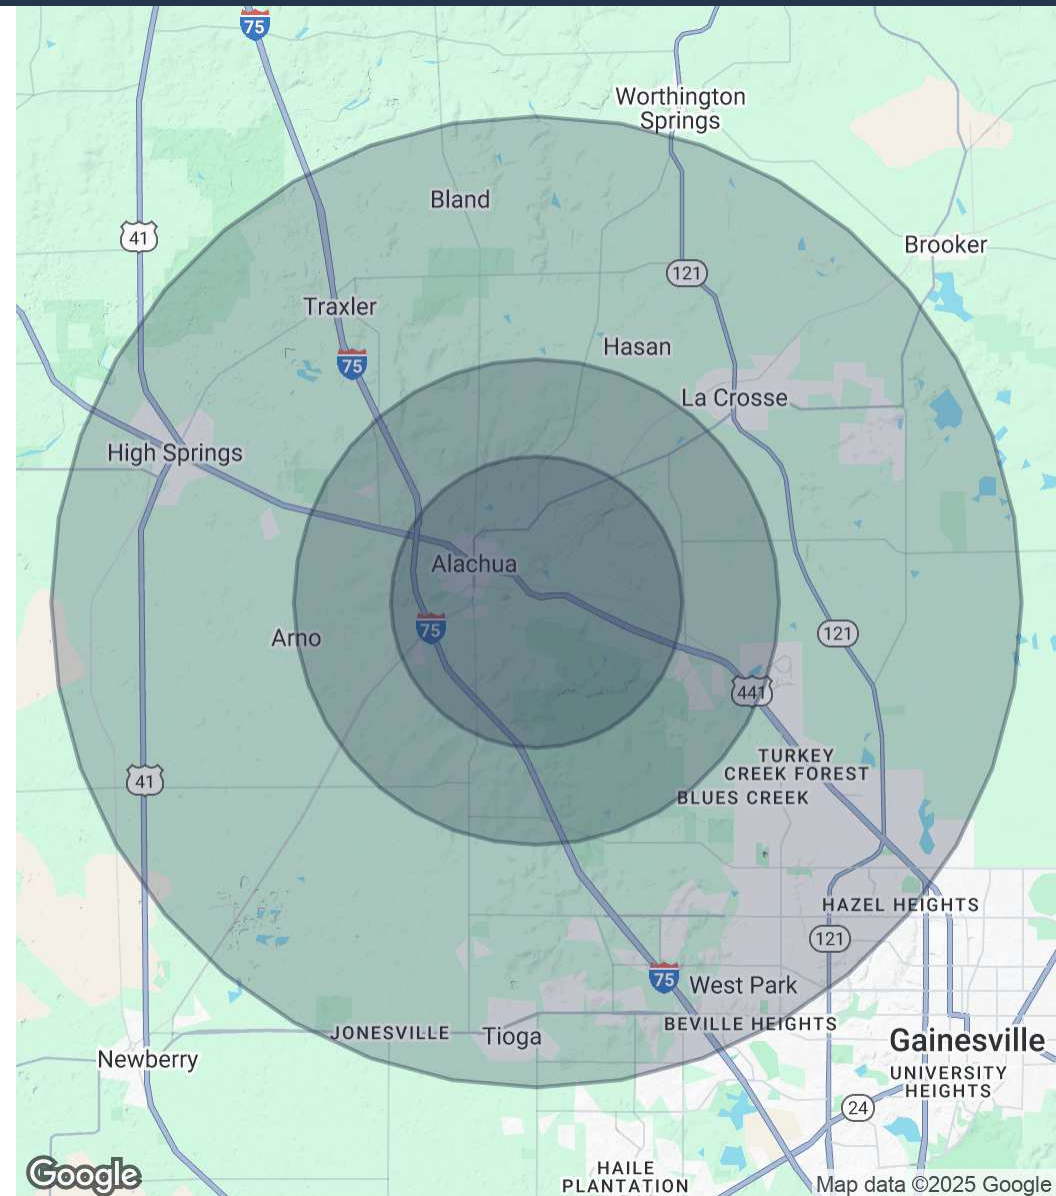 75
Worthington
Springs
Bland
41
Brooker
121
Traxler
Hasan
75
La Crosse
High Springs
Alachua
75
Arno
121
441
TURKEY
CREEK FOREST
41
BLUES CREEK
HAZEL HEIGHTS
121
75
West Park
BEVILLE HEIGHTS
JONESVILLE
Tioga
Gainesville
Newberry
UNIVERSITY
HEIGHTS
24
HAILE
PLANTATION
Google
Map data ©2025 Google